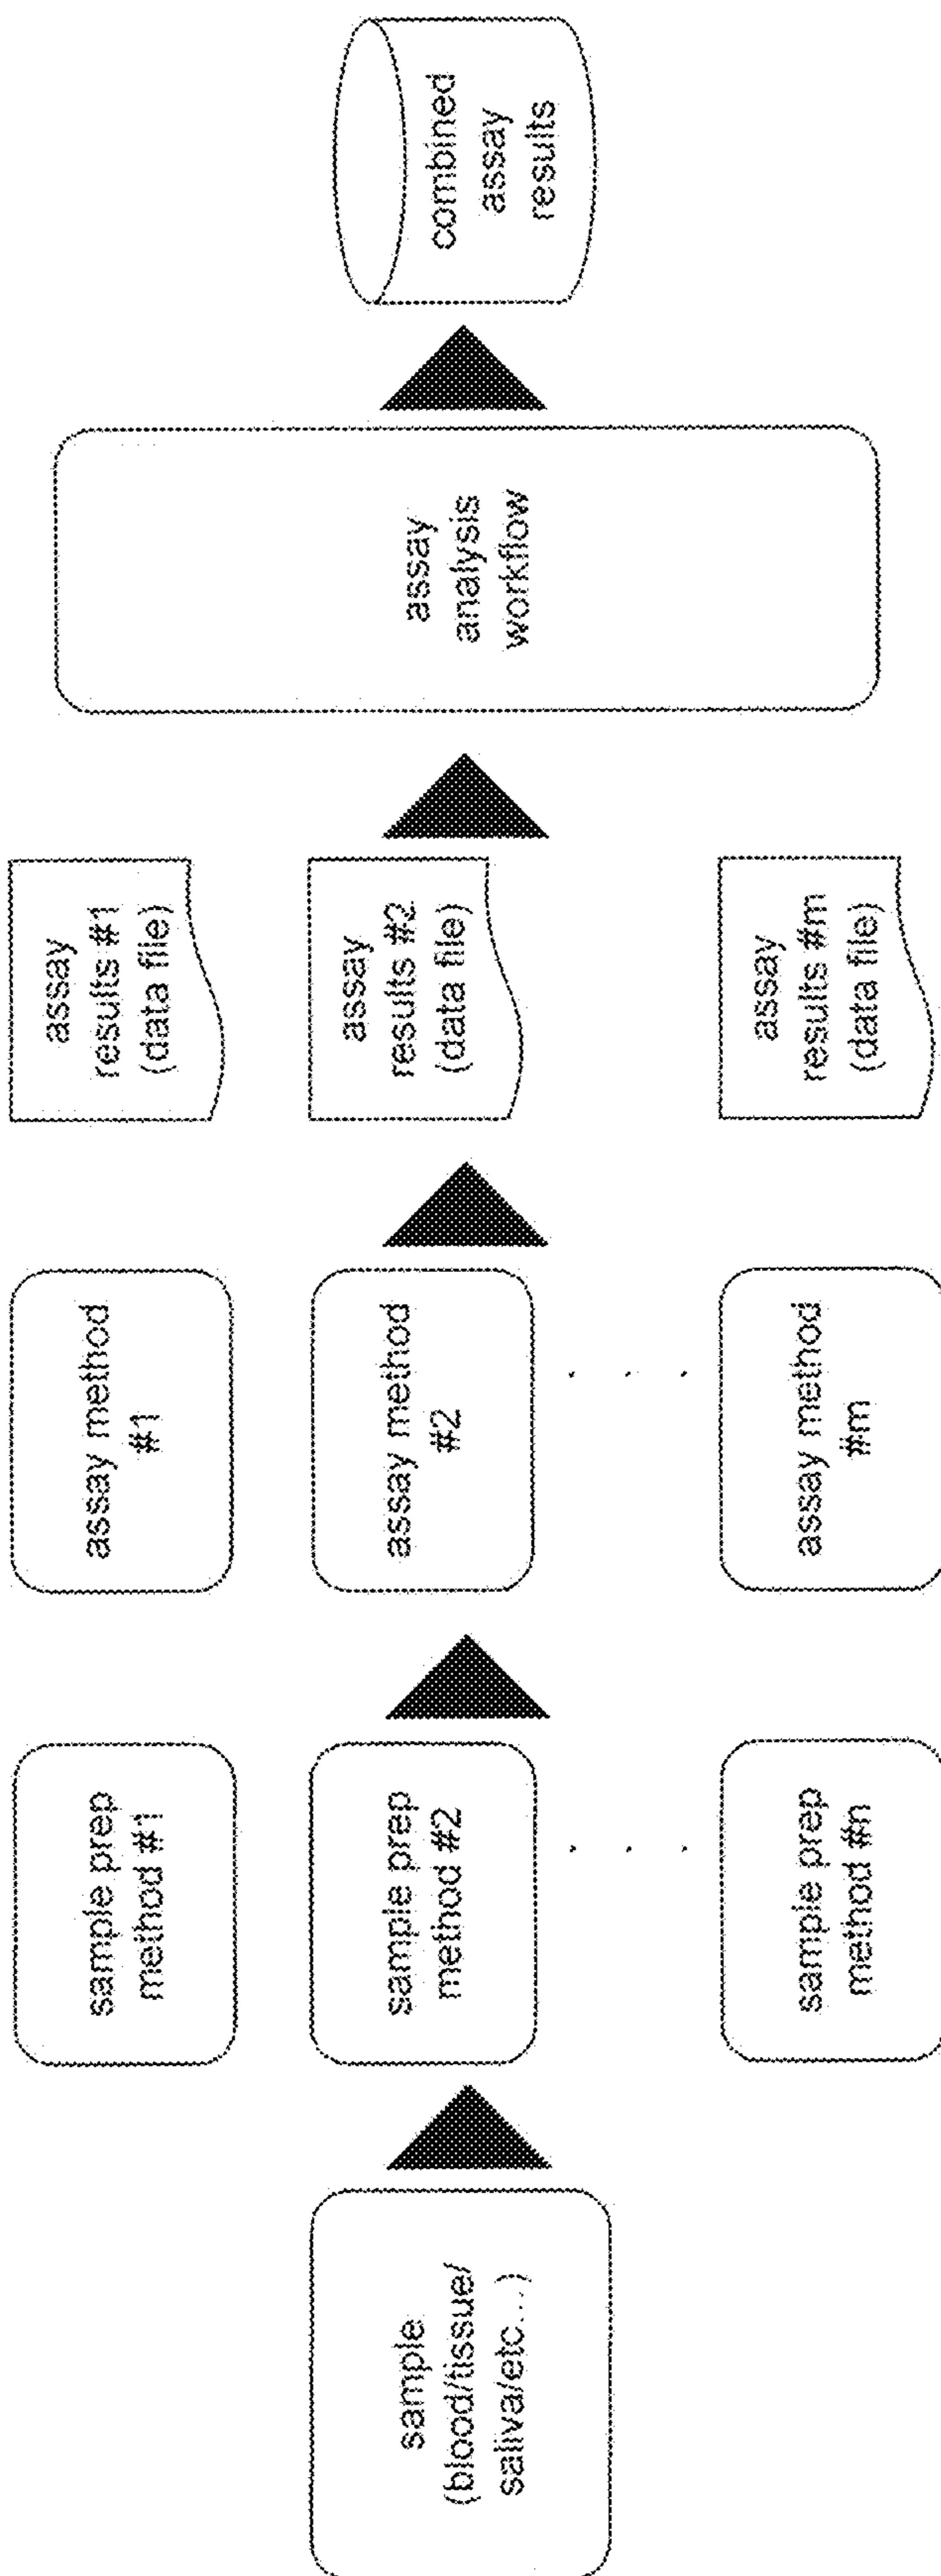 sample
(blood/tissue/
saliva/etc...)
sample prep
method #1
sample prep
method #2
. . .
sample prep
method #n
assay method
#1
assay method
#2
. . .
assay method
#m
assay
results #1
(data file)
assay
results #2
(data file)
assay
results #m
(data file)
assay
analysis
workflow
combined
assay
results